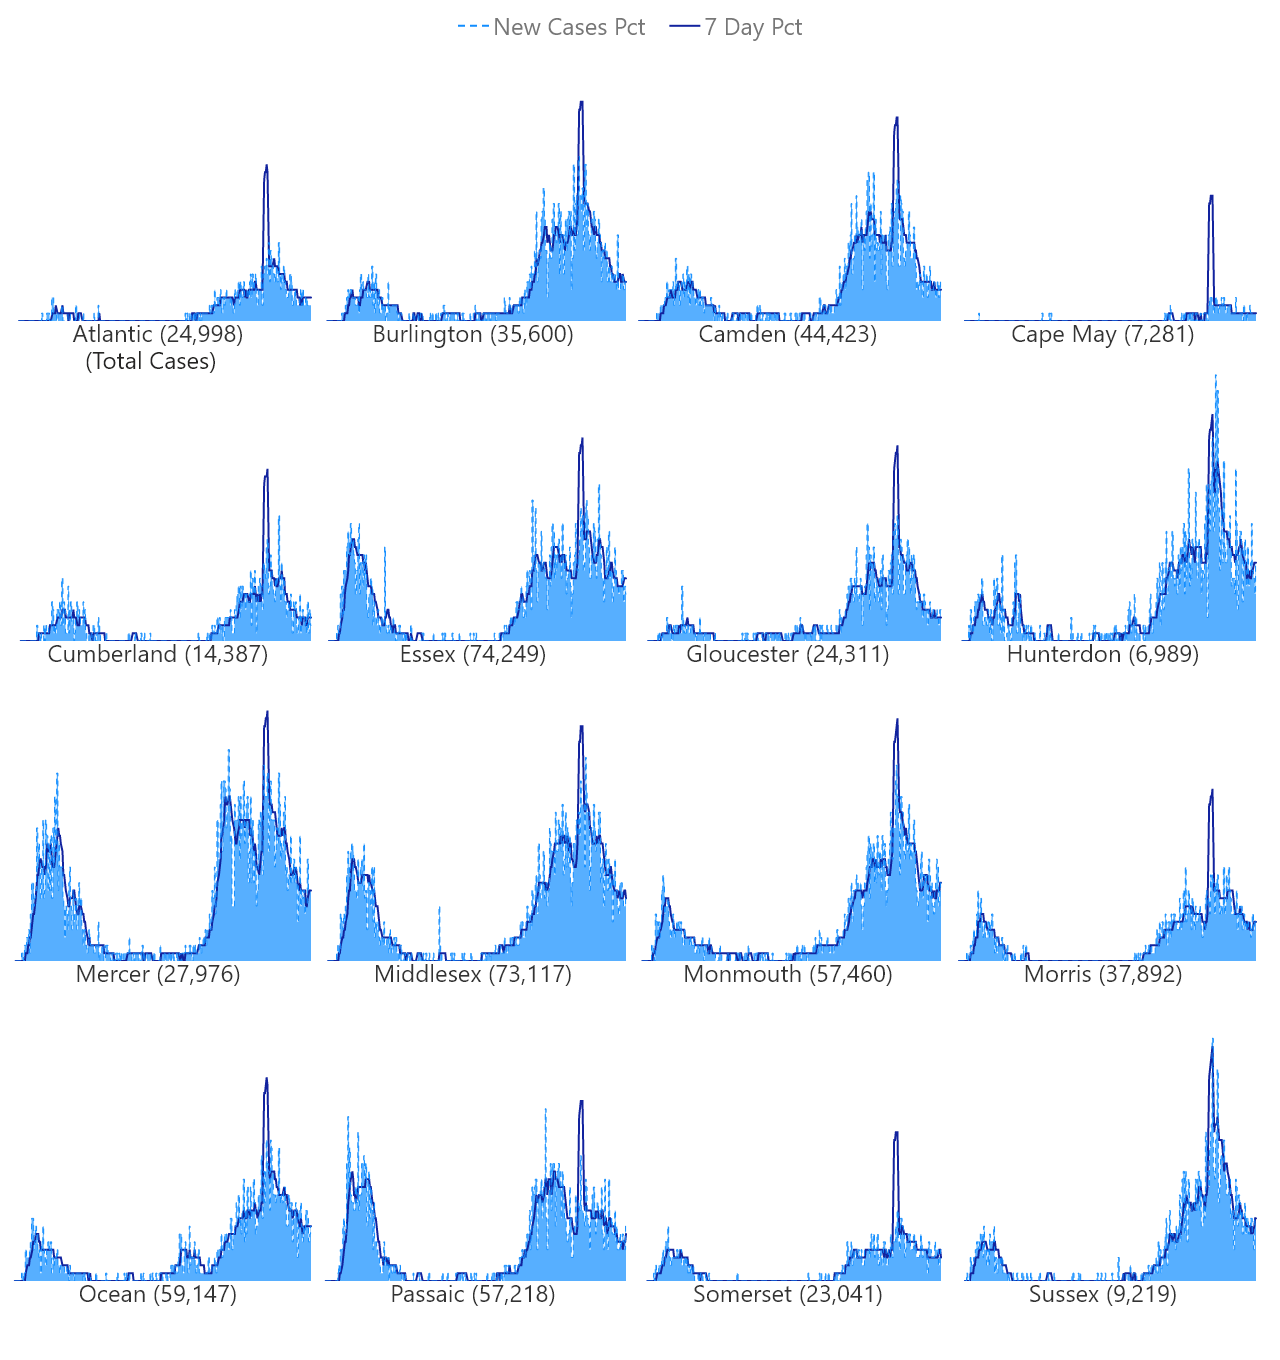 New Cases Pct 7 Day Pct
Atlantic (24,998) Burlington (35,600) Camden (44,423) Cape May (7,281)
(Total Cases)
Cumberland (14,387) Essex (74,249) Gloucester (24,311) Hunterdon (6,989)
Mercer (27,976) Middlesex (73,117) Monmouth (57,460) Morris (37,892)
Ocean (59,147) Passaic (57,218) Somerset (23,041) Sussex (9,219)